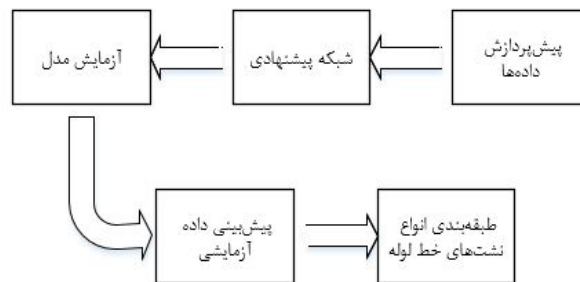 پیش‌پردازش
داده‌ها
شبکه پیشنهادی
آزمایش مدل
پیش‌بینی داده
آزمایشی
طبقه‌بندی انواع
نشت‌های خط لوله